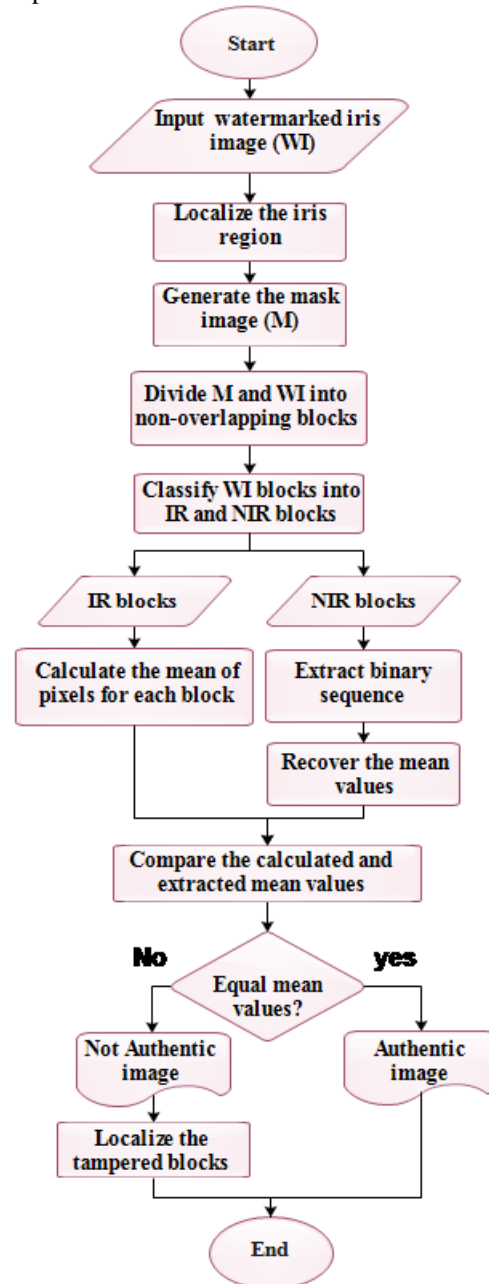 Start
Input watermarked iris
image (WI)
Localize the iris
region
Generate the mask
image (M)
Divide M and WI into
non-overlapping blocks
Classify WI blocks into
IR and NIR blocks
IR blocks
NIR blocks
Calculate the mean of
pixels for each block
Extract binary
sequence
Recover the mean
values
Compare the calculated and
extracted mean values
No
yes
Equal mean
values?
Not Authentic
image
Authentic
image
Localize the
tampered blocks
End